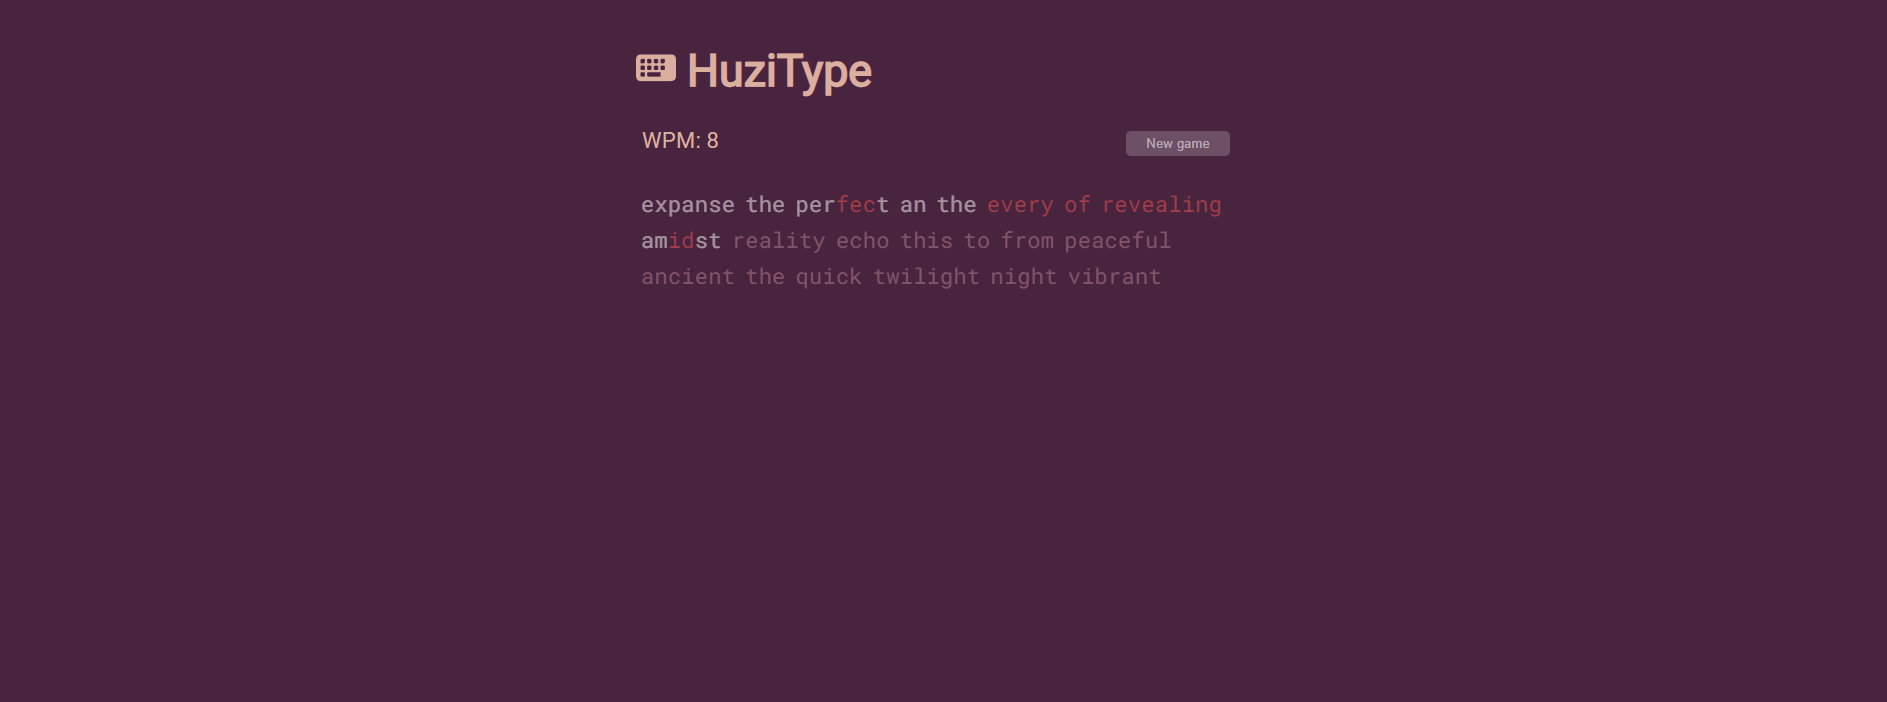 HuziType
WPM: 8
New game
expanse the perfect an the every of revealing
amidst reality echo this to from peaceful
ancient the quick twilight night vibrant